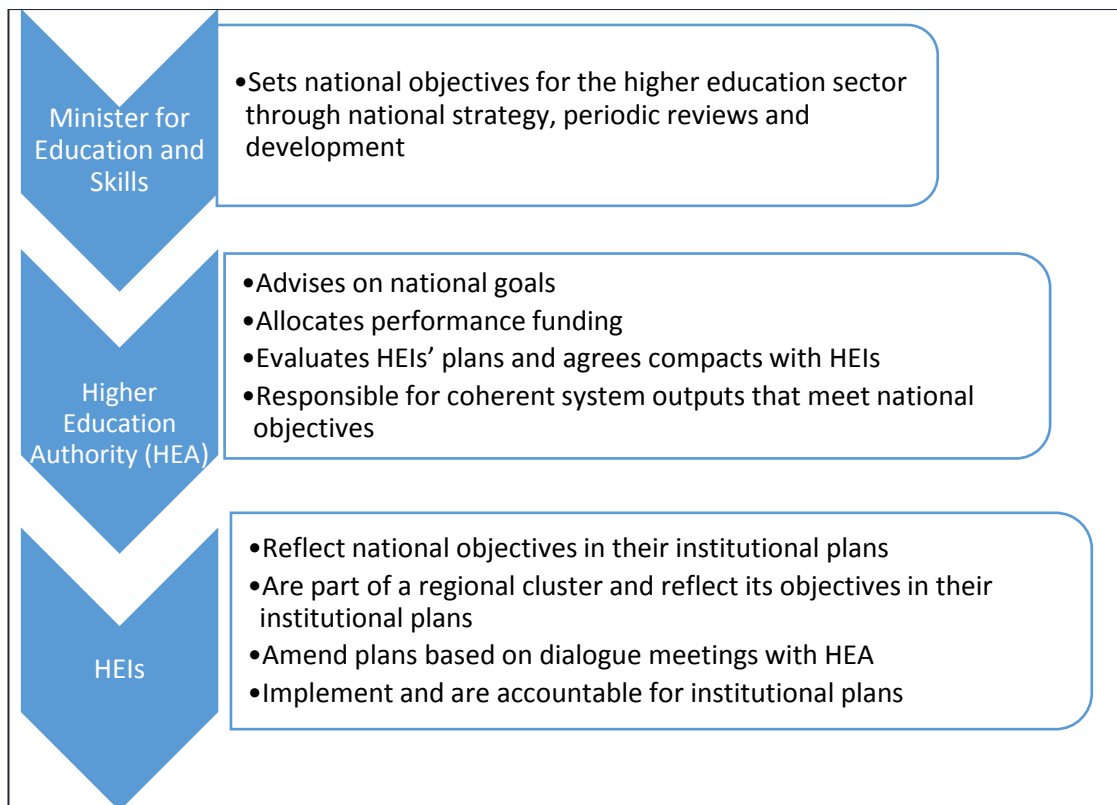 Minister for
Education and
Skills
•Sets national objectives for the higher education sector
through national strategy, periodic reviews and
development
Higher
Education
Authority (HEA)
•Advises on national goals
•Allocates performance funding
•Evaluates HEIs’ plans and agrees compacts with HEIs
•Responsible for coherent system outputs that meet national
objectives
HEIs
•Reflect national objectives in their institutional plans
•Are part of a regional cluster and reflect its objectives in their
institutional plans
•Amend plans based on dialogue meetings with HEA
•Implement and are accountable for institutional plans